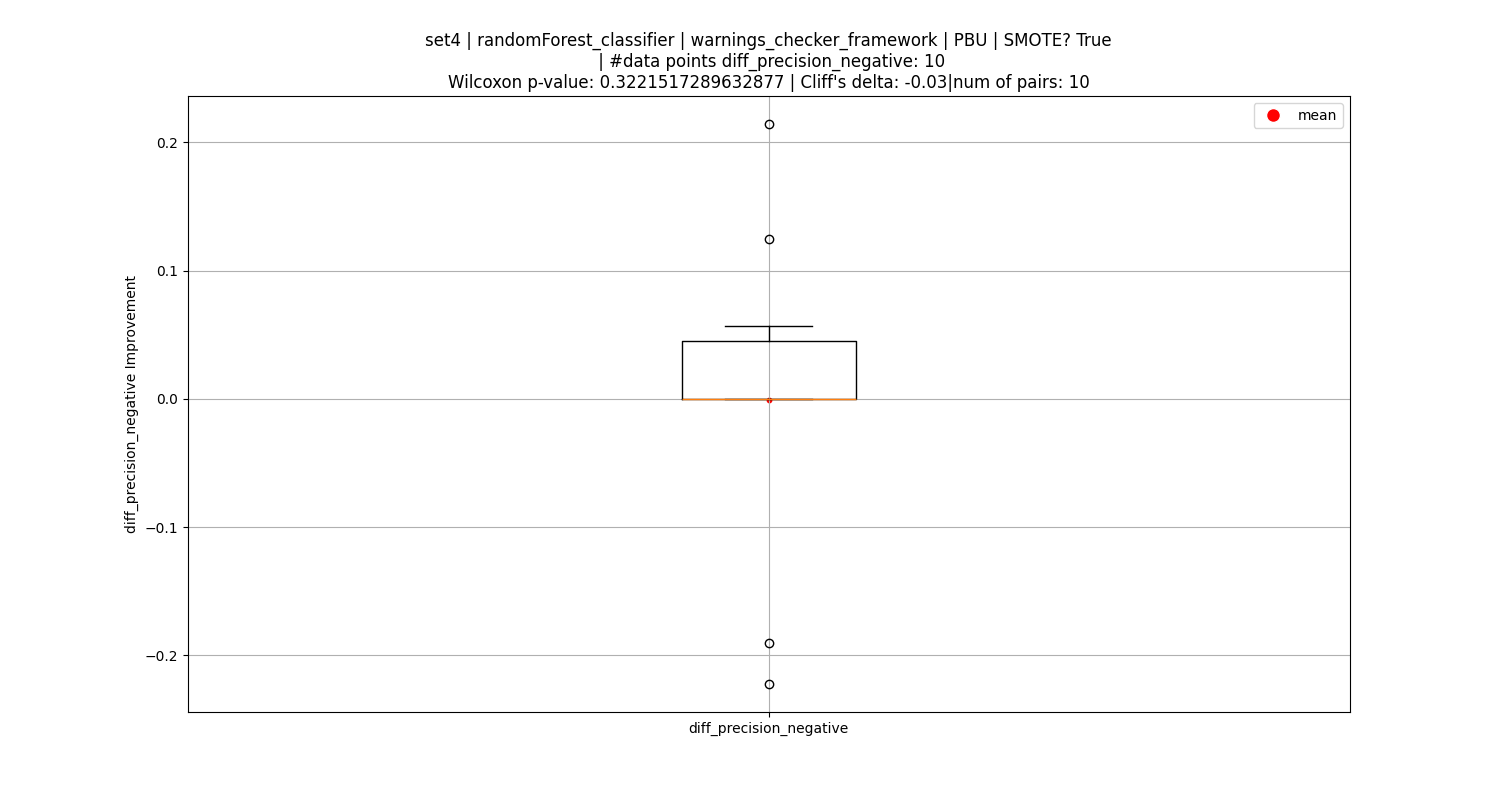 set4 | randomForest_classifier | warnings_checker_framework | PBU | SMOTE? True
| #data points diff_precision_negative: 10
Wilcoxon p-value: 0.3221517289632877 | Cliff's delta: -0.03|num of pairs: 10
mean
0.2
0.1
0.0
−0.1
−0.2
diff_precision_negative Improvement
diff_precision_negative